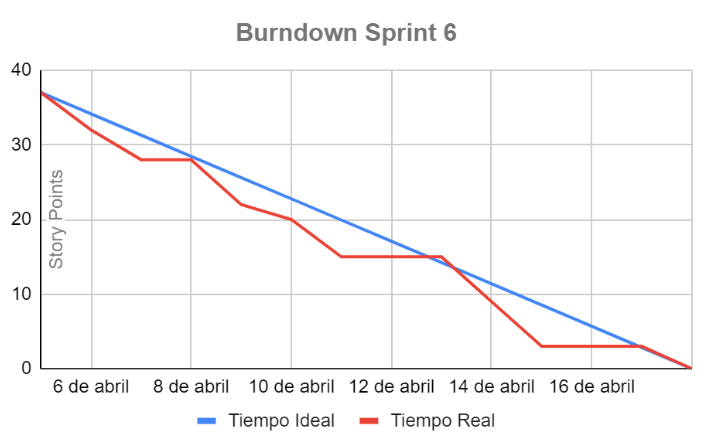 Burndown Sprint 6
40
30
20
10
0
Story Points
6 de abril
8 de abril
10 de abril
12 de abril
14 de abril
16 de abril
Tiempo Ideal
Tiempo Real